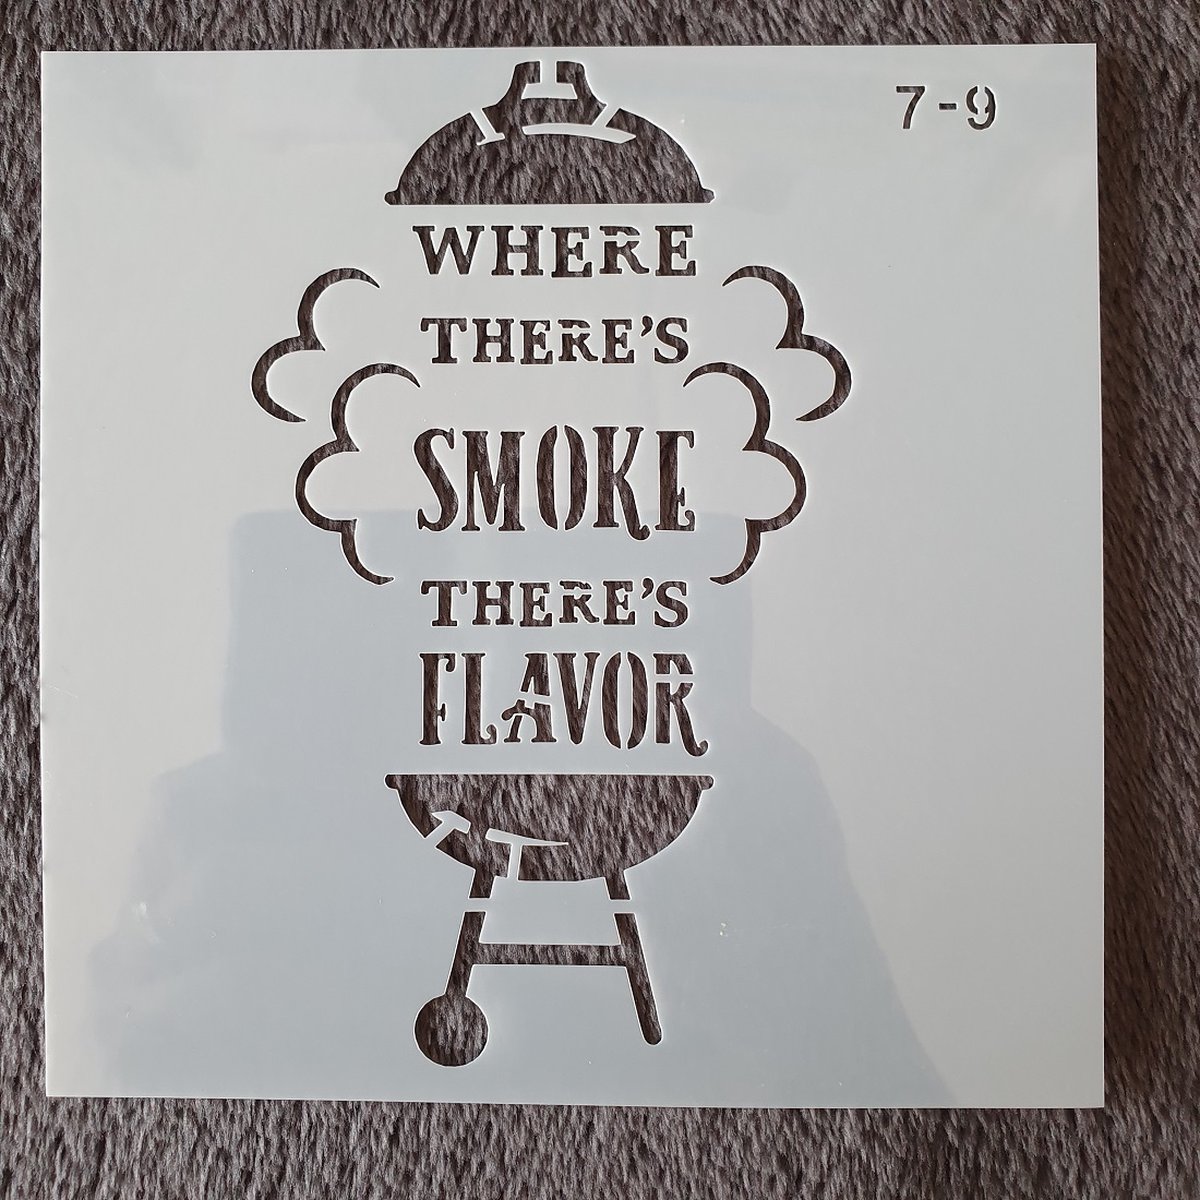 7-9
WHERE
THERE'S
SMOKE
THERE'S
FLAVOR